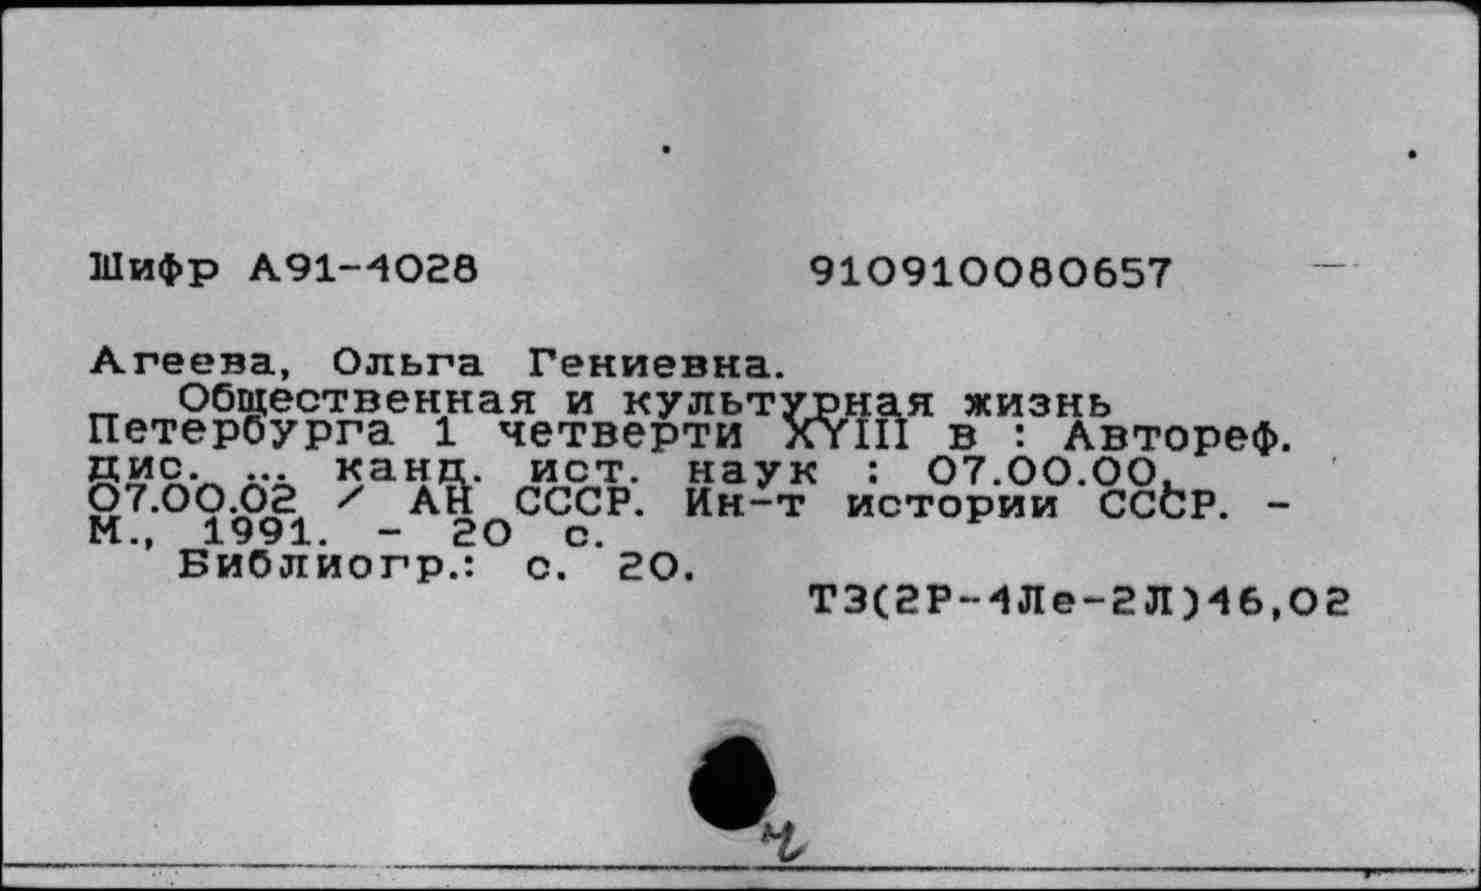 Шифр А91-4028 910910080657
Агеева, Ольга Гениевна.
Общественная и культурная жизнь
Петербурга 1 четверти XYIII в : Автореф.
дис. ... канд. ист. наук : 07.00.00,
07.00.02 / АН СССР. Ин-т истории СССР. -
М., 1991. - 20 с.
Библиогр.: с. 20.
Т3(2Р-4Ле-2Л)46,02